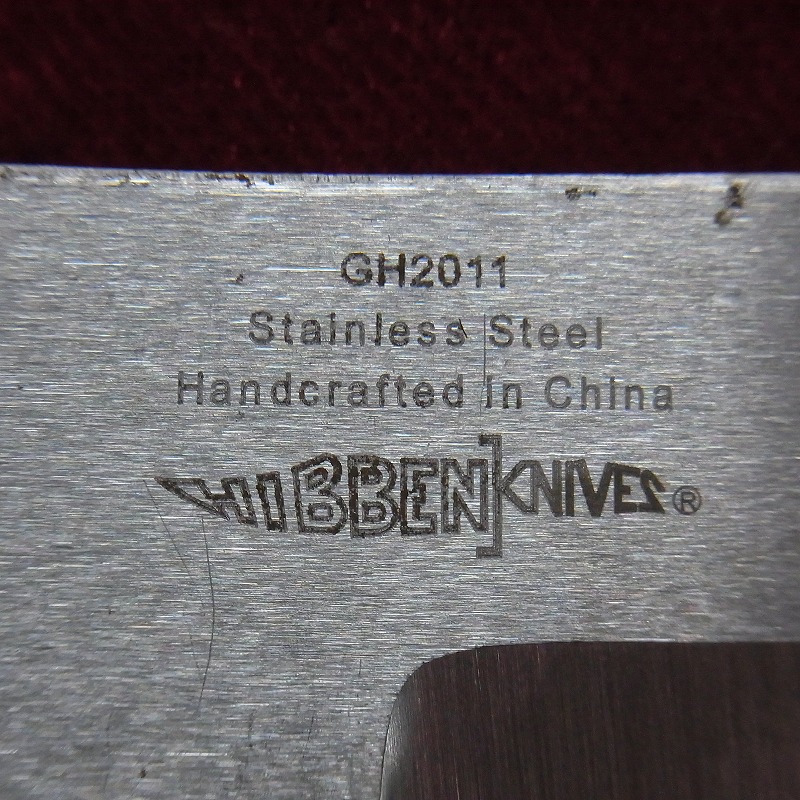 GH2011
Stainless Steel
Handcrafted in China
HIBBEN KNIVES®